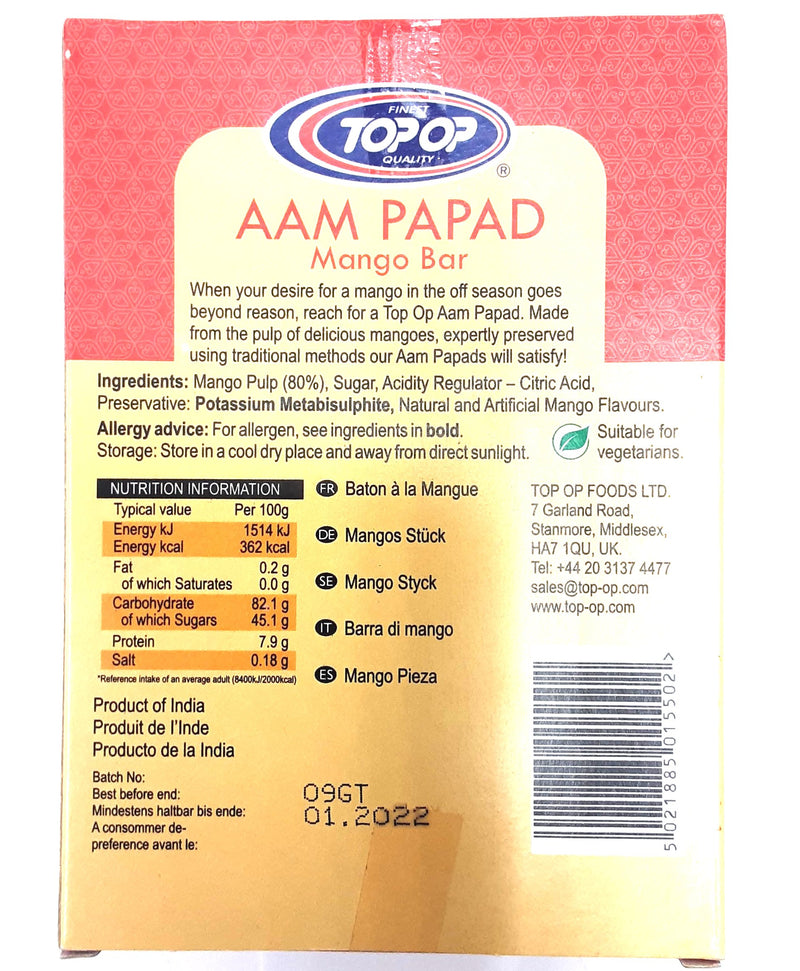 FINEST
TOPOP
QUALITY
®
AAM PAPAD
Mango Bar
When your desire for a mango in the off season goes
beyond reason, reach for a Top Op Aam Papad. Made
from the pulp of delicious mangoes, expertly preserved
using traditional methods our Aam Papads will satisfy!
Ingredients: Mango Pulp (80%), Sugar, Acidity Regulator – Citric Acid,
Preservative: Potassium Metabisulphite, Natural and Artificial Mango Flavours.
Allergy advice: For allergen, see ingredients in bold.
Storage: Store in a cool dry place and away from direct sunlight.
Suitable for
vegetarians.
NUTRITION INFORMATION
Typical value Per 100g
Energy kJ 1514 kJ
Energy kcal 362 kcal
Fat 0.2 g
of which Saturates 0.0 g
Carbohydrate 82.1 g
of which Sugars 45.1 g
Protein 7.9 g
Salt 0.18 g
*Reference intake of an average adult (8400kJ/2000kcal)
FR Baton à la Mangue
DE Mangos Stück
SE Mango Styck
IT Barra di mango
ES Mango Pieza
TOP OP FOODS LTD.
7 Garland Road,
Stanmore, Middlesex,
HA7 1QU, UK.
Tel: +44 20 3137 4477
sales@top-op.com
www.top-op.com
Product of India
Produit de l'Inde
Producto de la India
Batch No:
Best before end:
Mindestens haltbar bis ende:
A consommer de-
preference avant le:
09GT
01.2022
5 021885 015502 >